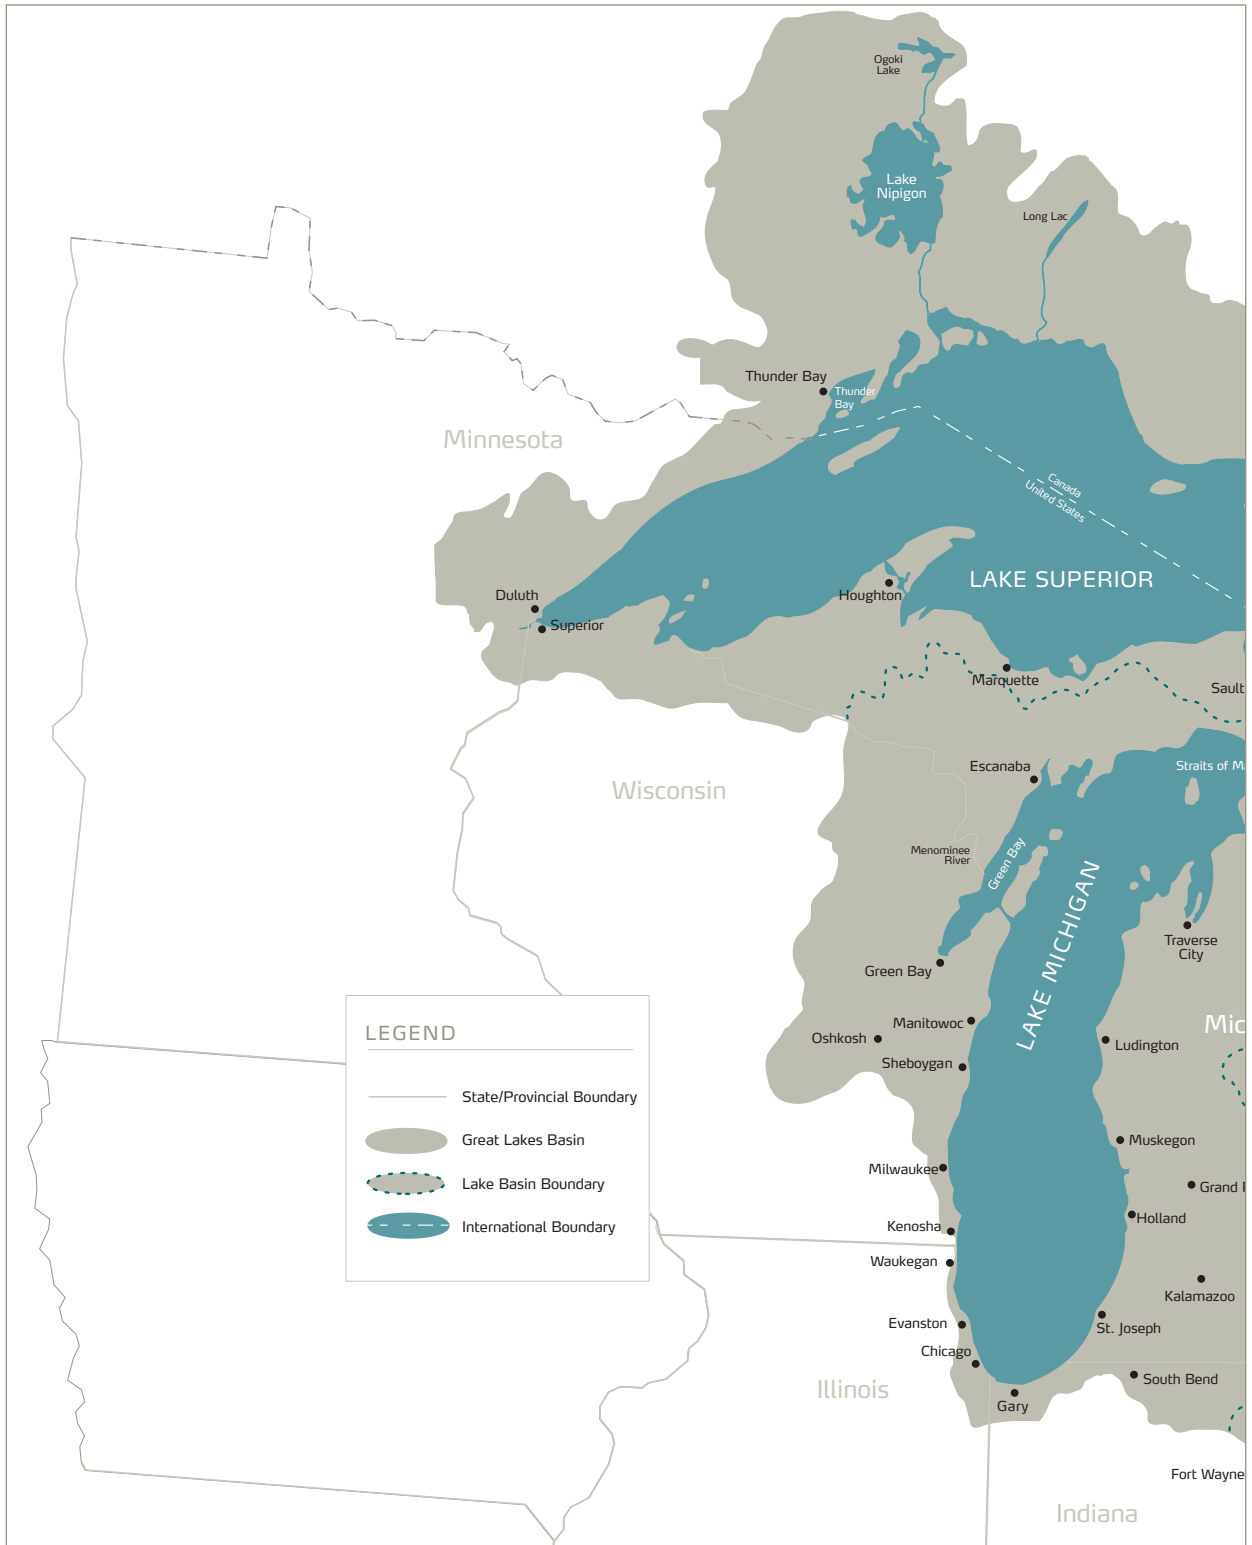 Ogoki
Lake
Lake
Nipigon
Long Lac
Thunder Bay
Thunder
Bay
Minnesota
Canada
United States
LAKE SUPERIOR
Duluth
Superior
Houghton
Marquette
Sault
Escanaba
Straits of M
Wisconsin
Menominee
River
Green Bay
LAKE MICHIGAN
Traverse
City
Green Bay
Manitowoc
Oshkosh
Sheboygan
Mic
Ludington
LEGEND
State/Provincial Boundary
Great Lakes Basin
Lake Basin Boundary
International Boundary
Muskegon
Milwaukee
Grand
Holland
Kenosha
Waukegan
Kalamazoo
Evanston
St. Joseph
Chicago
South Bend
Illinois
Gary
Fort Wayne
Indiana